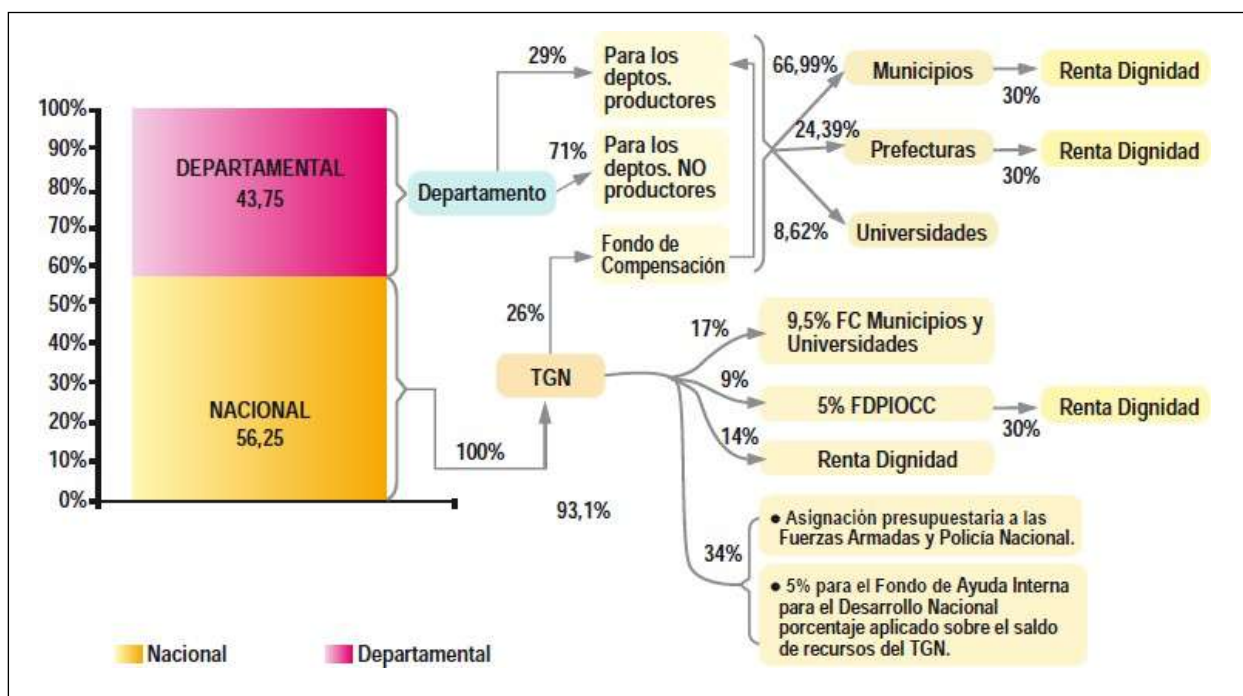 100%
90%
80%
70%
60%
50%
40%
30%
20%
10%
0%
DEPARTAMENTAL
43,75
NACIONAL
56,25
Departamento
29%
Para los
deptos.
productores
71%
Para los
deptos. NO
productores
Fondo de
Compensación
26%
TGN
100%
93,1%
66,99%
Municipios
30%
Renta Dignidad
24,39%
Prefecturas
30%
Renta Dignidad
8,62%
Universidades
17%
9,5% FC Municipios y
Universidades
9%
5% FDPIOCC
30%
Renta Dignidad
14%
Renta Dignidad
34%
● Asignación presupuestaria a las
Fuerzas Armadas y Policía Nacional.
● 5% para el Fondo de Ayuda Interna
para el Desarrollo Nacional
porcentaje aplicado sobre el saldo
de recursos del TGN.
Nacional
Departamental